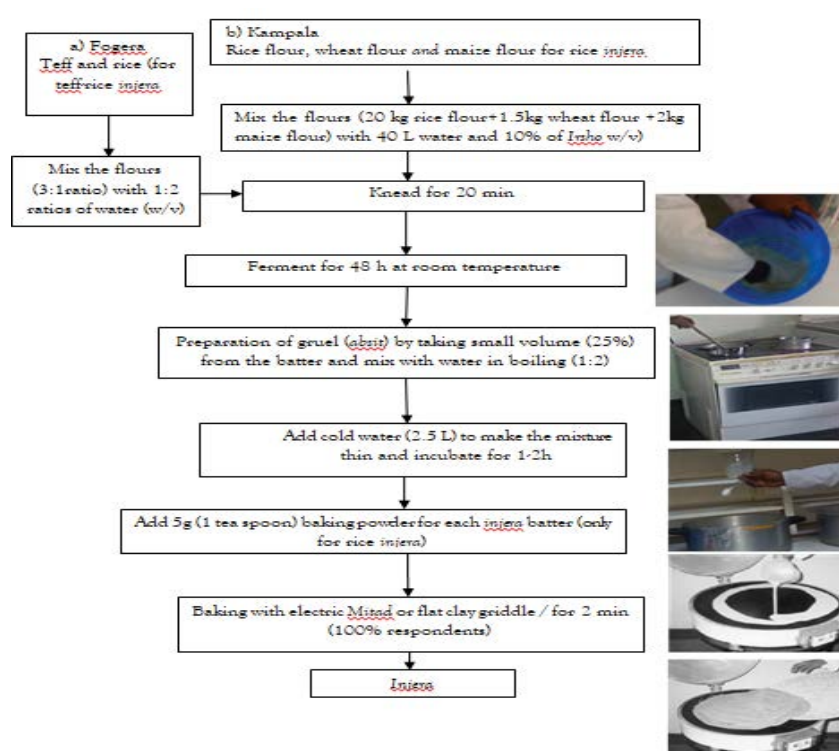 a) Fogera
Teff and rice (for
teff-rice injera
b) Kampala
Rice flour, wheat flour and maize flour for rice injera
Mix the flours (20 kg rice flour+1.5kg wheat flour +2kg
maize flour) with 40 L water and 10% of Irsho w/v)
Mix the flours
(3:1ratio) with 1:2
ratios of water (w/v)
Knead for 20 min
Ferment for 48 h at room temperature
Preparation of gruel (absit) by taking small volume (25%)
from the batter and mix with water in boiling (1:2)
Add cold water (2.5 L) to make the mixture
thin and incubate for 1-2h
Add 5g (1 tea spoon) baking powder for each injera batter (only
for rice injera)
Baking with electric Mitad or flat clay griddle / for 2 min
(100% respondents)
Injera